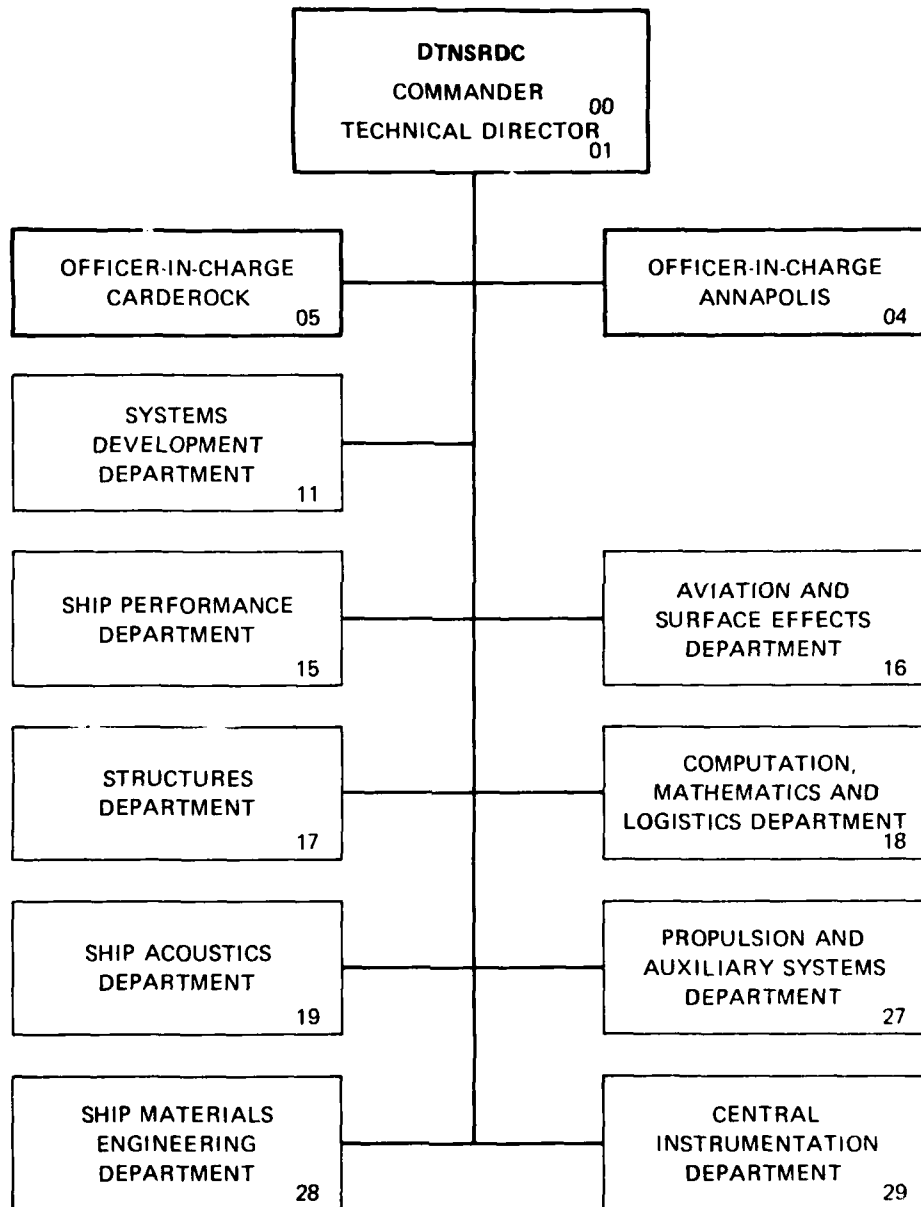 DTNSRDC
COMMANDER
00
TECHNICAL DIRECTOR
01
OFFICER-IN-CHARGE
CARDEROCK
05
OFFICER-IN-CHARGE
ANNAPOLIS
04
SYSTEMS
DEVELOPMENT
DEPARTMENT
11
SHIP PERFORMANCE
DEPARTMENT
15
AVIATION AND
SURFACE EFFECTS
DEPARTMENT
16
STRUCTURES
DEPARTMENT
17
COMPUTATION,
MATHEMATICS AND
LOGISTICS DEPARTMENT
18
SHIP ACOUSTICS
DEPARTMENT
19
PROPULSION AND
AUXILIARY SYSTEMS
DEPARTMENT
27
SHIP MATERIALS
ENGINEERING
DEPARTMENT
28
CENTRAL
INSTRUMENTATION
DEPARTMENT
29